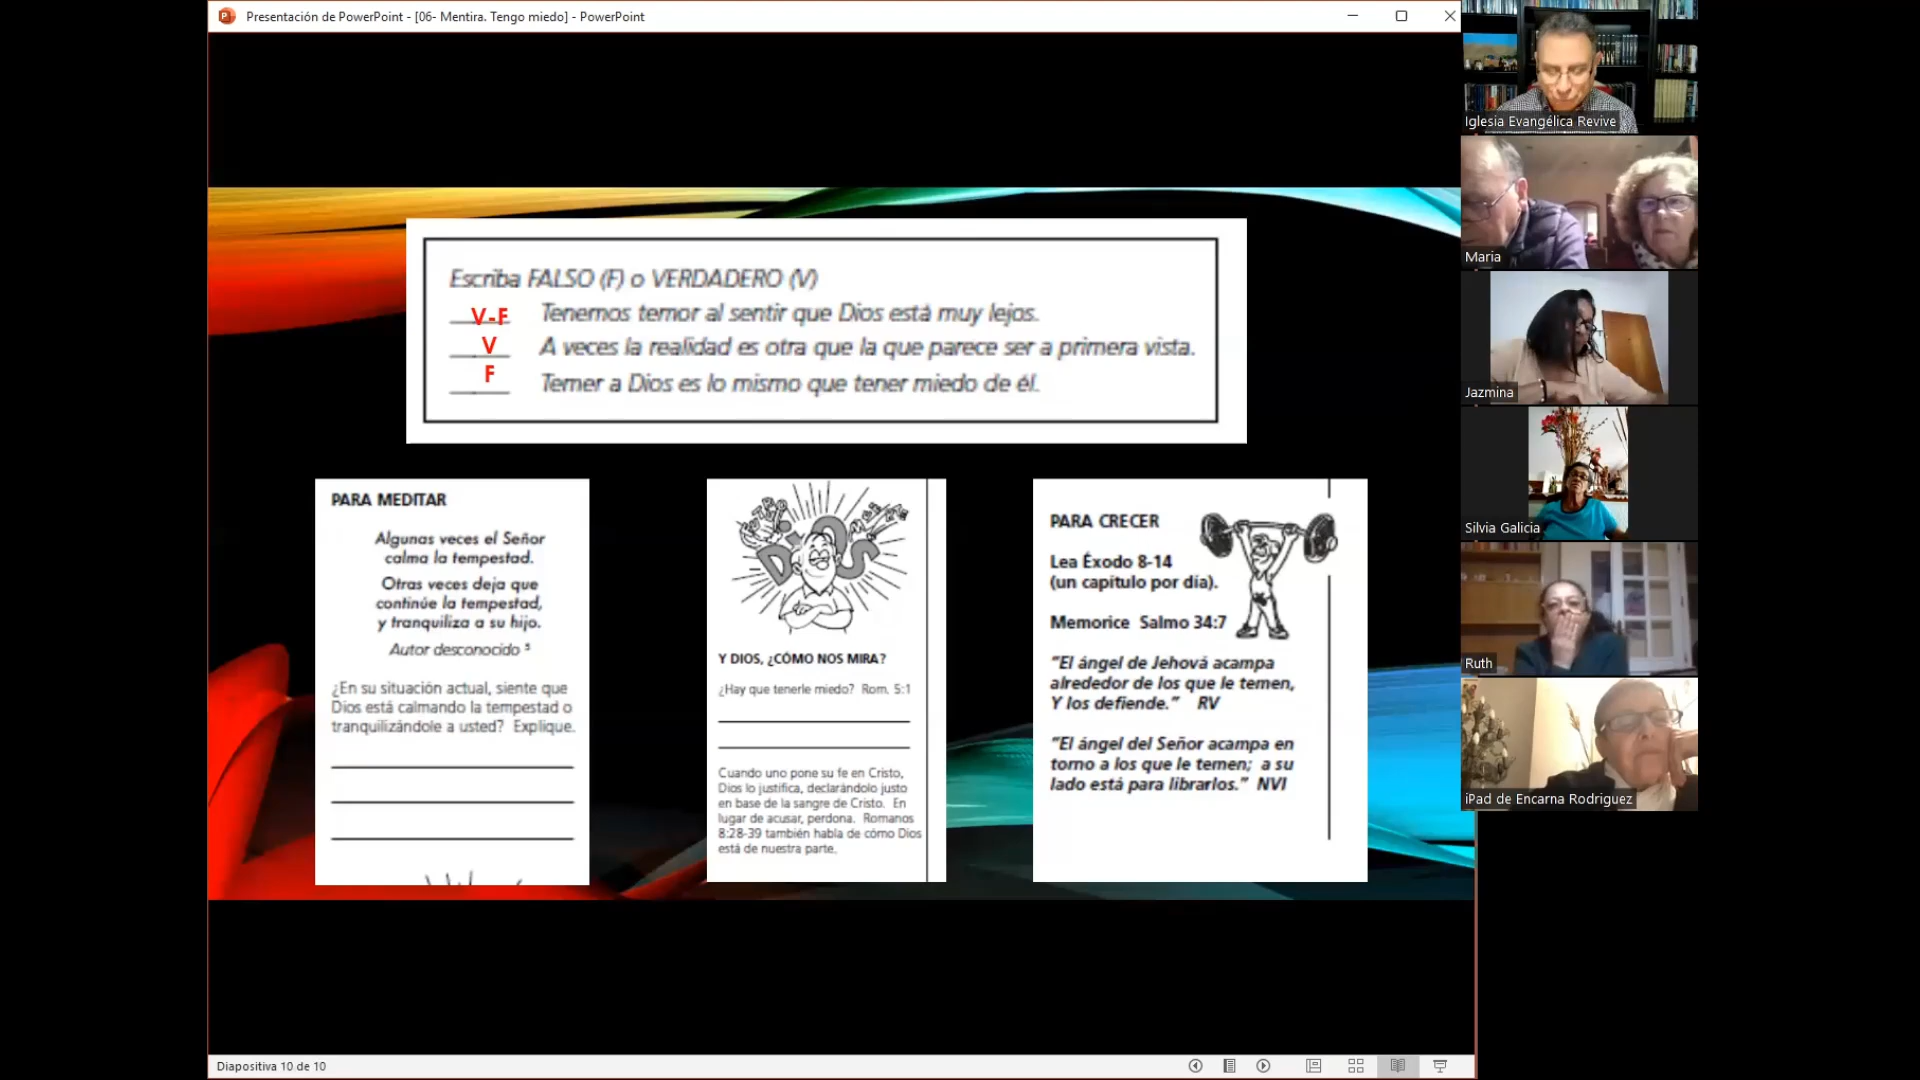 Presentación de PowerPoint - [06- Mentira. Tengo miedo] - PowerPoint
Escriba FALSO (F) o VERDADERO (V)
V-F Tenemos temor al sentir que Dios está muy lejos.
V A veces la realidad es otra que la que parece ser a primera vista.
F Temer a Dios es lo mismo que tener miedo de él.
PARA MEDITAR
Algunas veces el Señor
calma la tempestad.
Otras veces deja que
continúe la tempestad,
y tranquiliza a su hijo.
Autor desconocido 5
¿En su situación actual, siente que
Dios está calmando la tempestad o
tranquilizándole a usted? Explique.
DiOS
Y DIOS, ¿CÓMO NOS MIRA?
¿Hay que tenerle miedo? Rom. 5:1
Cuando uno pone su fe en Cristo,
Dios lo justifica, declarándolo justo
en base de la sangre de Cristo. En
lugar de acusar, perdona. Romanos
8:28-39 también habla de cómo Dios
está de nuestra parte.
PARA CRECER
Lea Éxodo 8-14
(un capítulo por día).
Memorice Salmo 34:7
"El ángel de Jehová acampa
alrededor de los que le temen,
Y los defiende." RV
"El ángel del Señor acampa en
torno a los que le temen; a su
lado está para librarlos." NVI
Iglesia Evangélica Revive
Maria
Jazmina
Silvia Galicia
Ruth
iPad de Encarna Rodriguez
Diapositiva 10 de 10